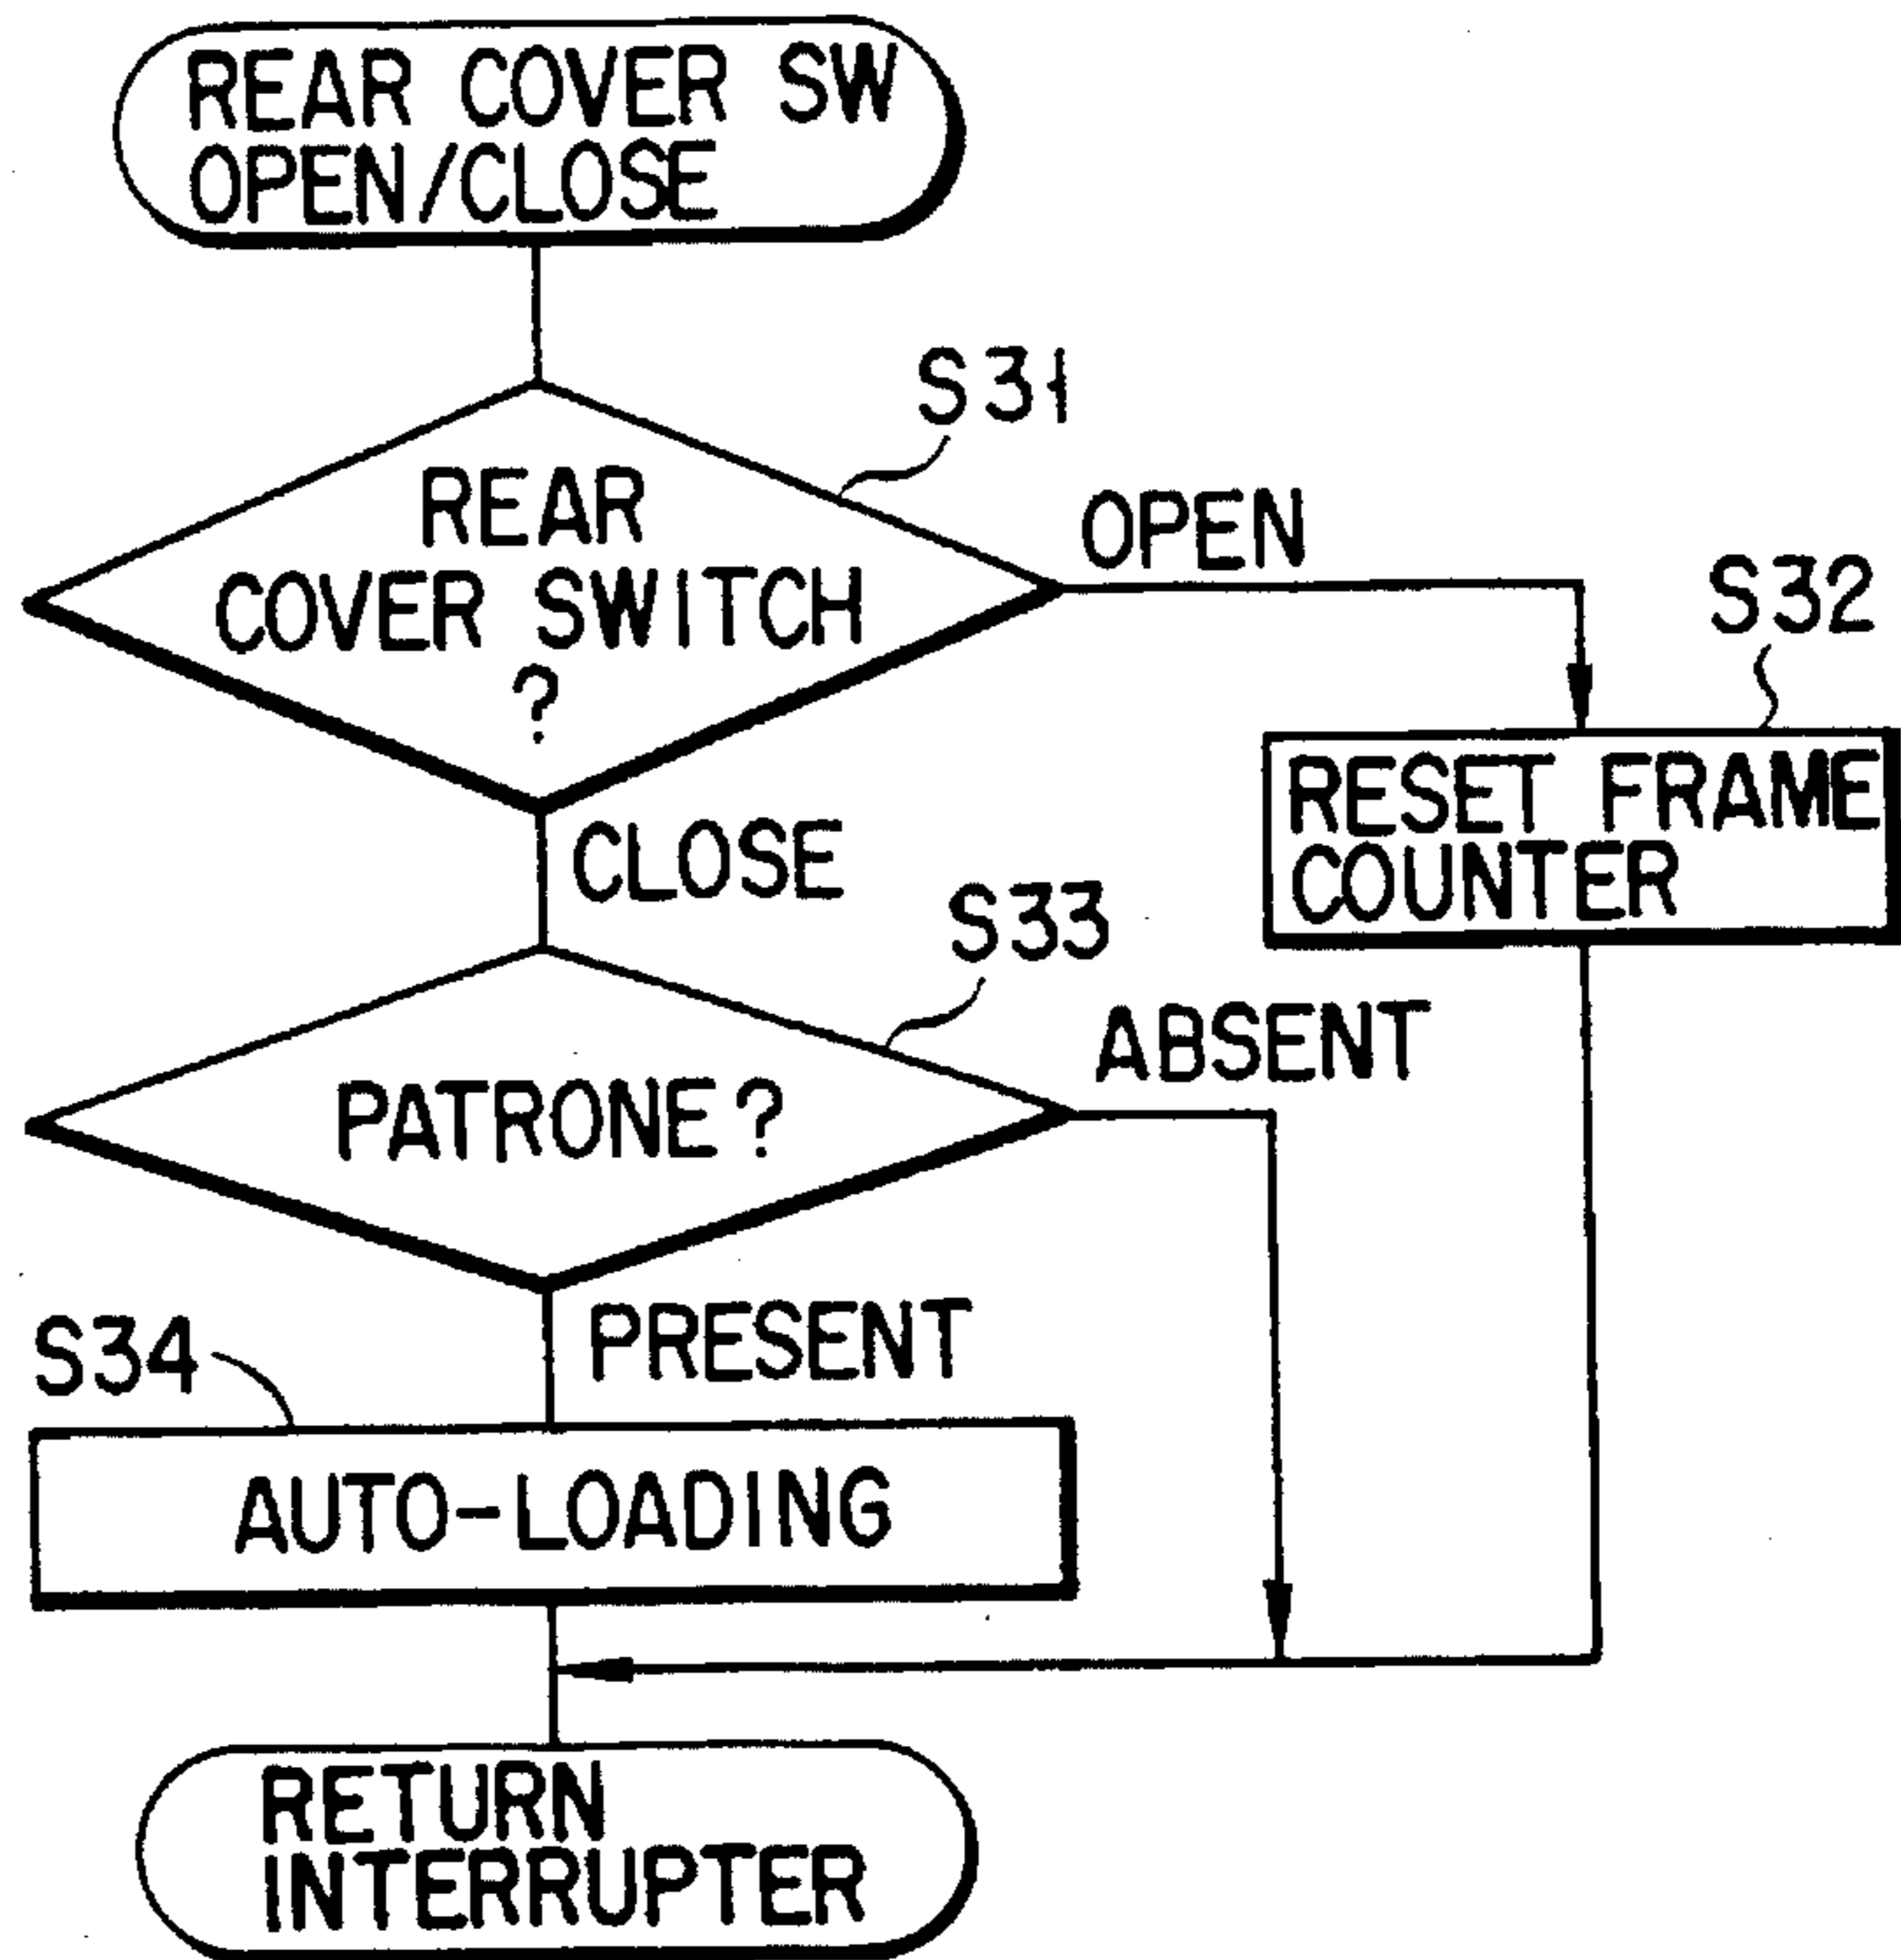 REAR COVER SW
OPEN/CLOSE
S31
REAR
COVER SWITCH
?
OPEN
S32
RESET FRAME
COUNTER
CLOSE
S33
PATRONE?
ABSENT
PRESENT
S34
AUTO-LOADING
RETURN
INTERRUPTER